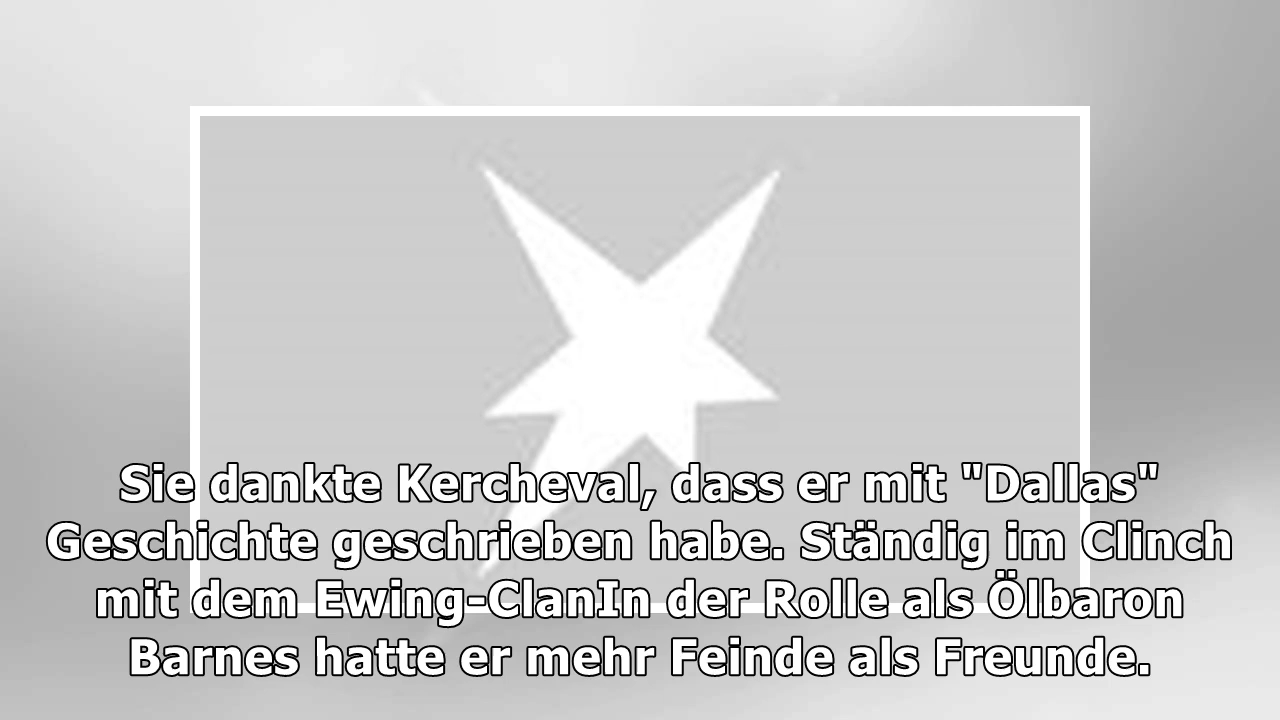 Sie dankte Kercheval, dass er mit "Dallas"
Geschichte geschrieben habe. Ständig im Clinch
mit dem Ewing-ClanIn der Rolle als Ölbaron
Barnes hatte er mehr Feinde als Freunde.